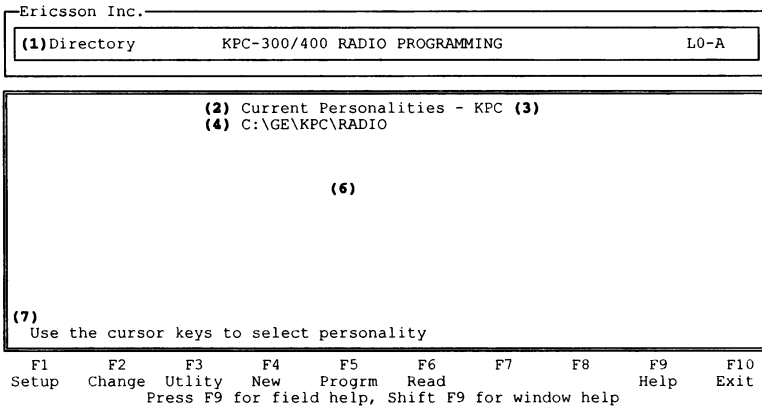 Ericsson Inc.
(1)Directory KPC-300/400 RADIO PROGRAMMING L0-A
(2) Current Personalities - KPC (3)
(4) C:\GE\KPC\RADIO
(6)
(7)
Use the cursor keys to select personality
F1 F2 F3 F4 F5 F6 F7 F8 F9 F10
Setup Change Utlity New Progrm Read Help Exit
Press F9 for field help, Shift F9 for window help